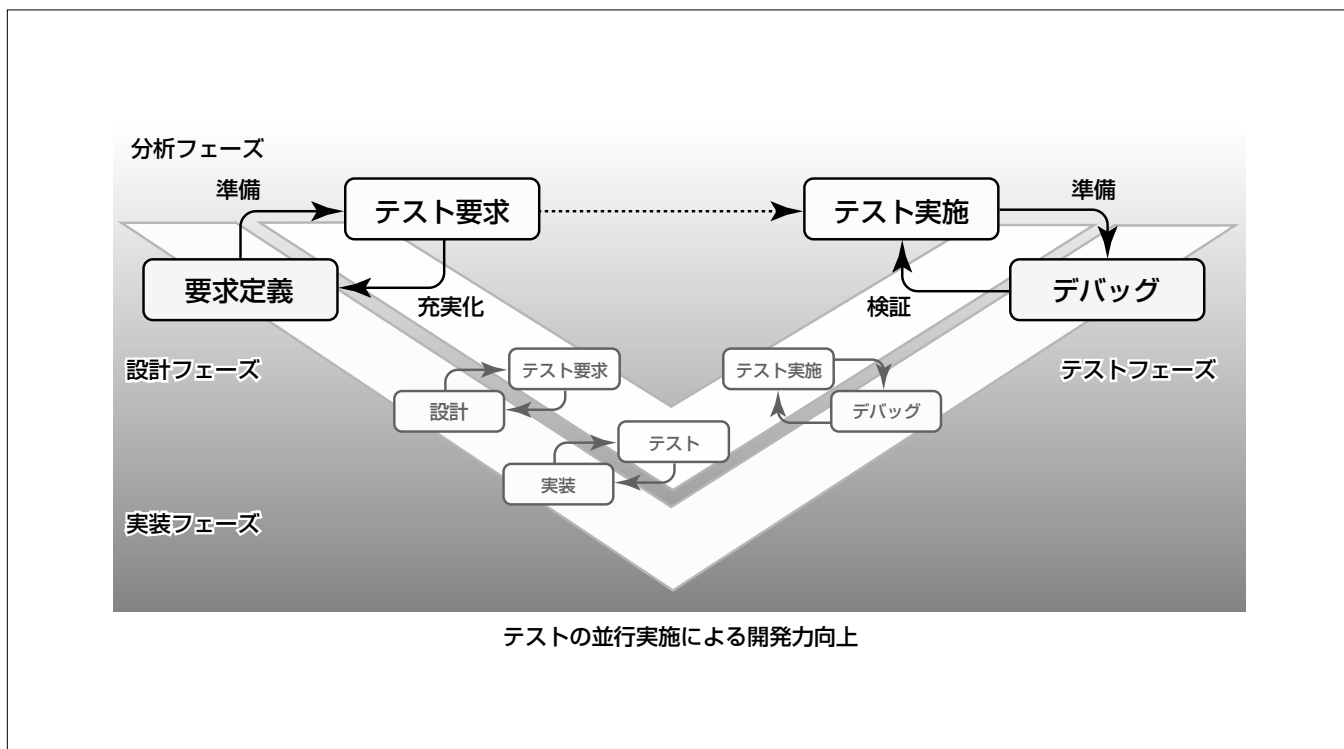 分析フェーズ
準備
テスト要求
テスト実施
準備
要求定義
充実化
検証
デバッグ
設計フェーズ
テスト要求
設計
テスト実施
デバッグ
テストフェーズ
テスト
実装
実装フェーズ
テストの並行実施による開発力向上